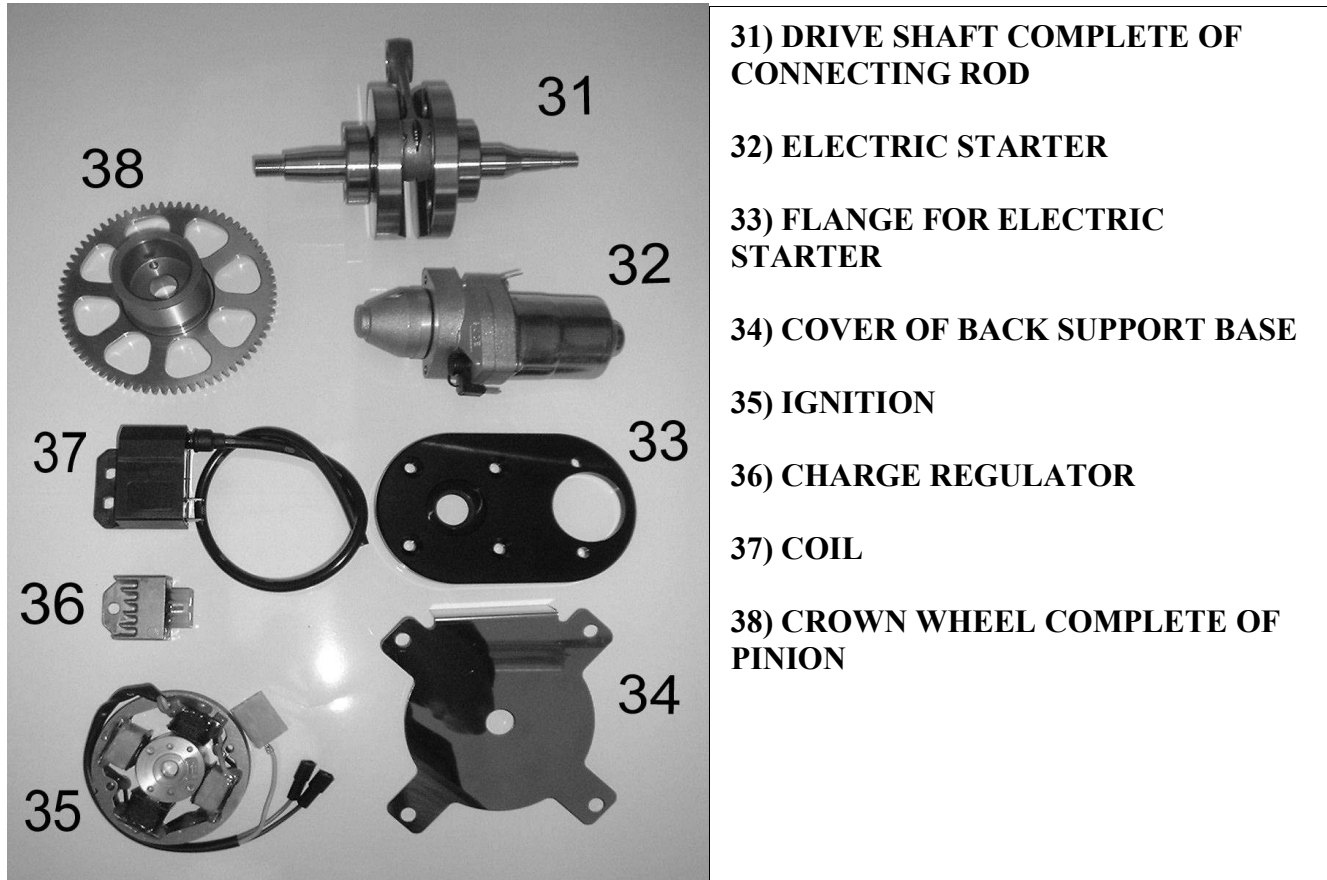 31
38
32
37
33
36
34
35
31) DRIVE SHAFT COMPLETE OF
CONNECTING ROD
32) ELECTRIC STARTER
33) FLANGE FOR ELECTRIC
STARTER
34) COVER OF BACK SUPPORT BASE
35) IGNITION
36) CHARGE REGULATOR
37) COIL
38) CROWN WHEEL COMPLETE OF
PINION